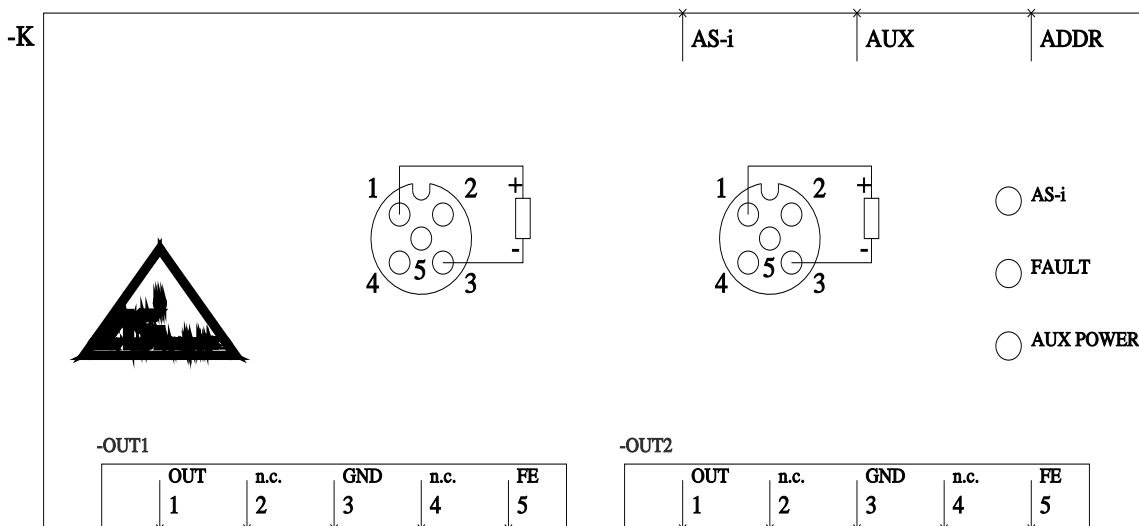 -K
AS-i AUX ADDR
1 2 + 1 2 +
AS-i
- -
4 5 3 4 5 3
FAULT
AUX POWER
-OUT1 -OUT2
OUT n.c. GND n.c. FE OUT n.c. GND n.c. FE
1 2 3 4 5 1 2 3 4 5